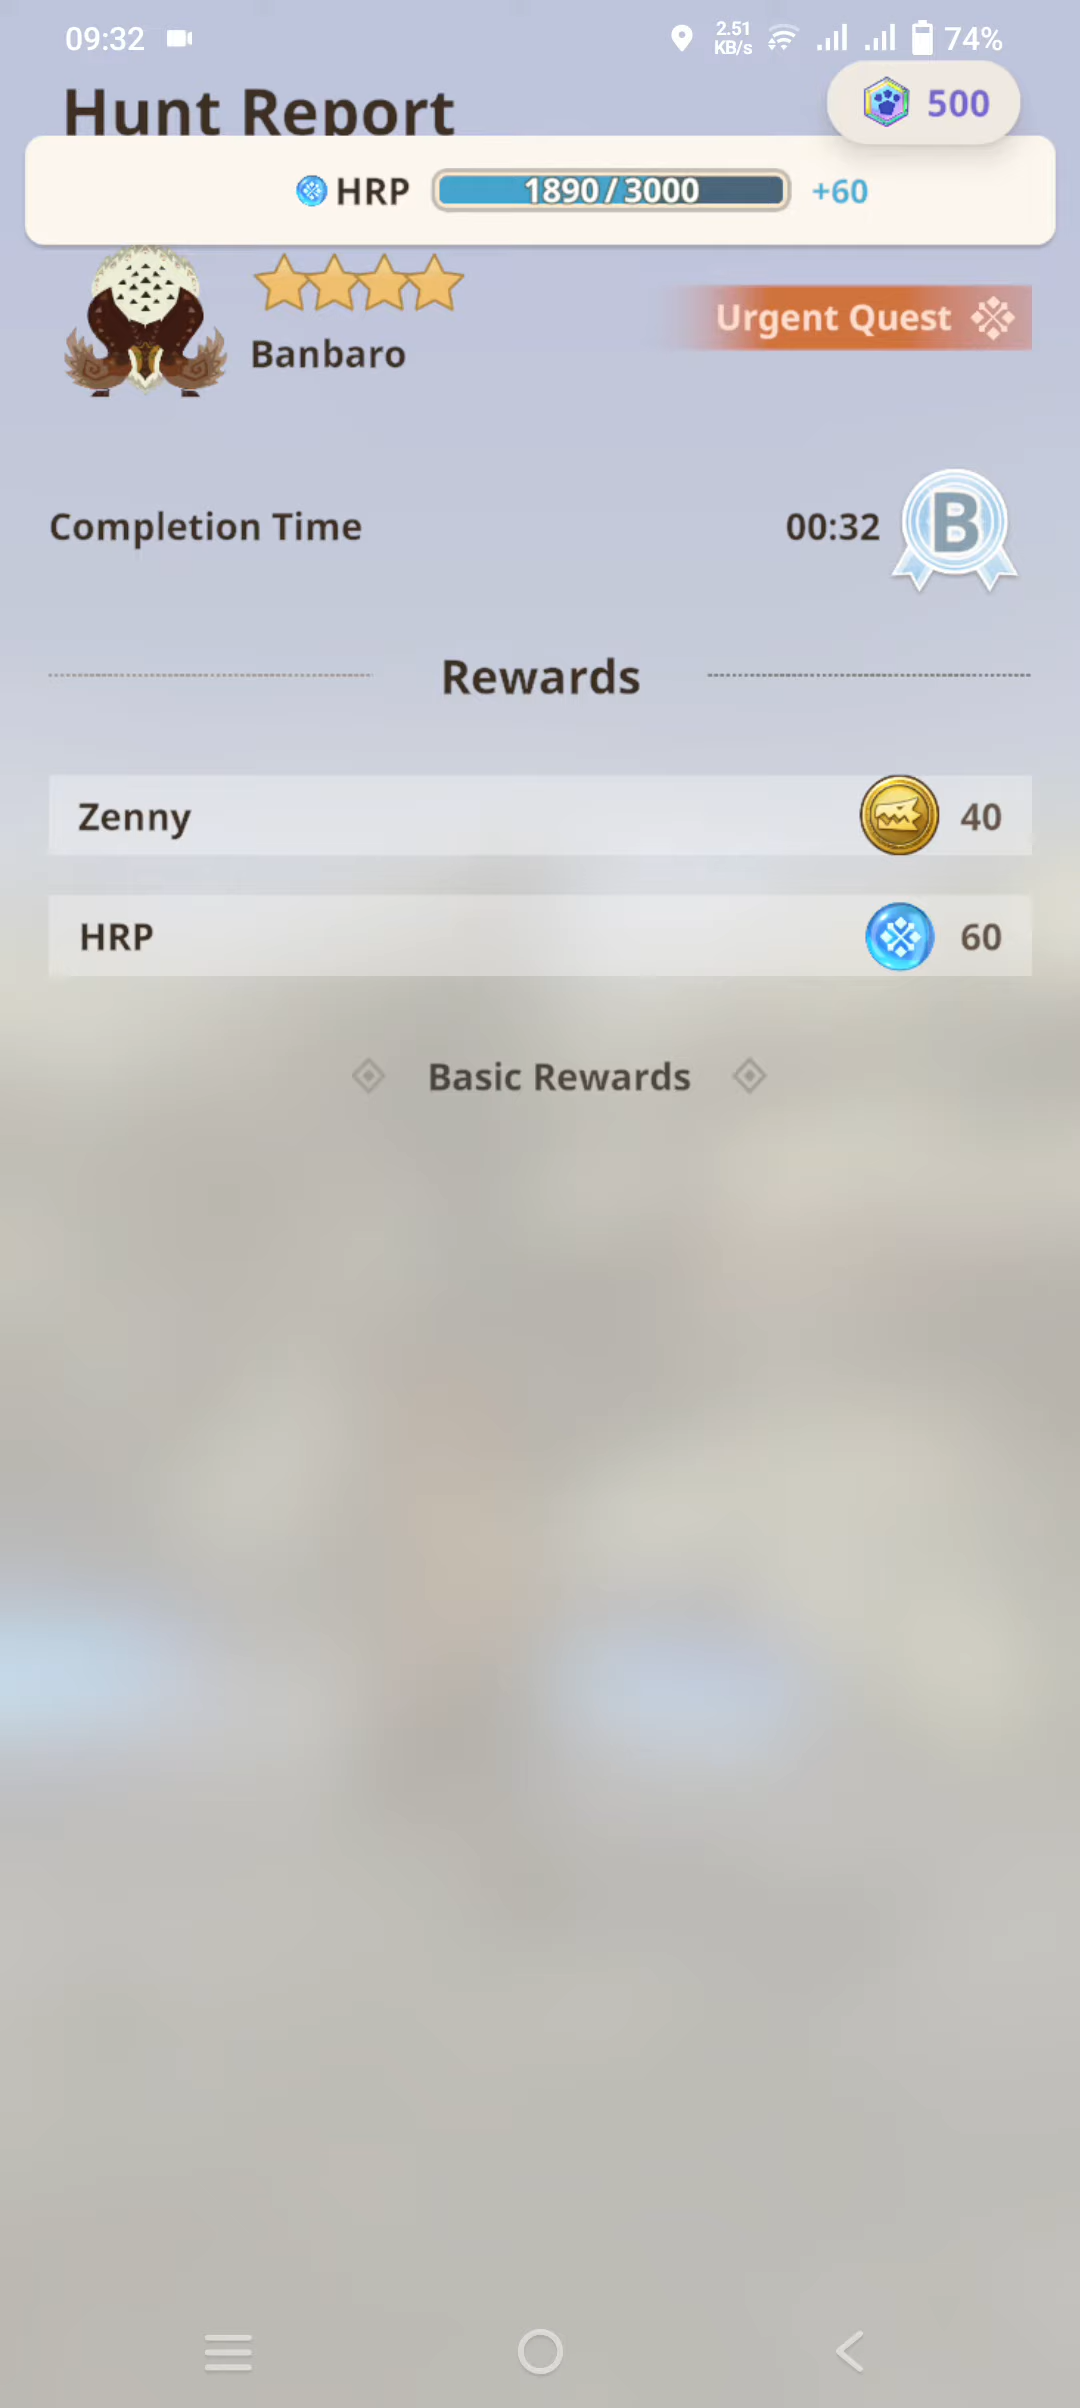 09:32
2.51
KB/s
74%
Hunt Report
500
HRP 1890/3000 +60
Urgent Quest
Banbaro
Completion Time 00:32 B
Rewards
Zenny 40
HRP 60
Basic Rewards